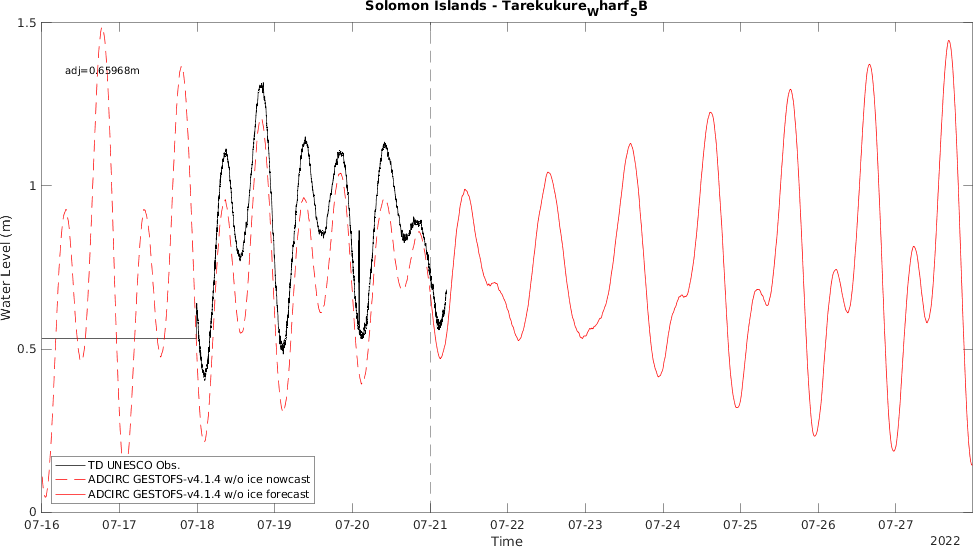 Solomon Islands - Tarekukure_Wharf_SB
1.5
adj=0.65968m
1
Water Level (m)
0.5
TD UNESCO Obs.
ADCIRC GESTOFS-v4.1.4 w/o ice nowcast
ADCIRC GESTOFS-v4.1.4 w/o ice forecast
0
07-16 07-17 07-18 07-19 07-20 07-21 07-22 07-23 07-24 07-25 07-26 07-27
Time
2022